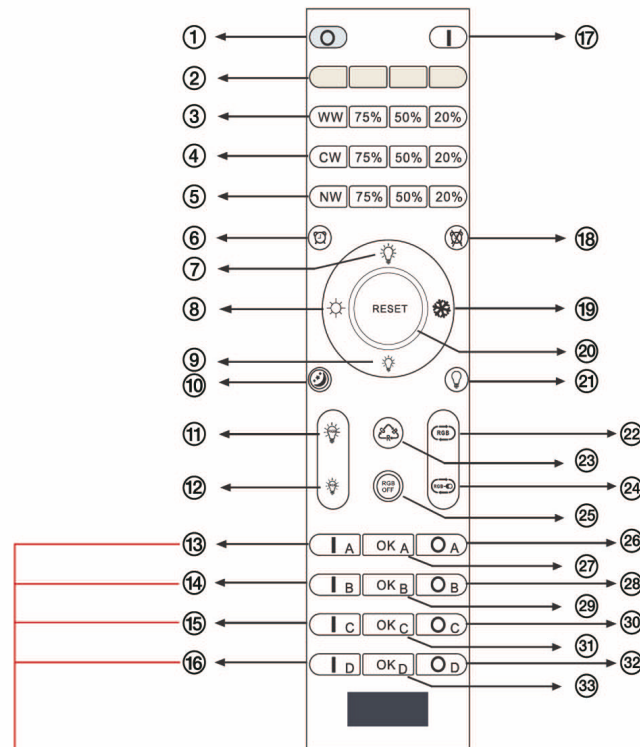 ① O I ⑰
②
③ WW 75% 50% 20%
④ CW 75% 50% 20%
⑤ NW 75% 50% 20%
⑥ ⑱
⑦
⑧ RESET ⑲
⑨ ⑳
⑩ ㉑
⑪ RGB ㉒
R ㉓
⑫ RGB ㉔
RGB
OFF ㉕
⑬ I A OK A O A ㉖
㉗
⑭ I B OK B O B ㉘
㉙
⑮ I C OK C O C ㉚
㉛
⑯ I D OK D O D ㉜
㉝